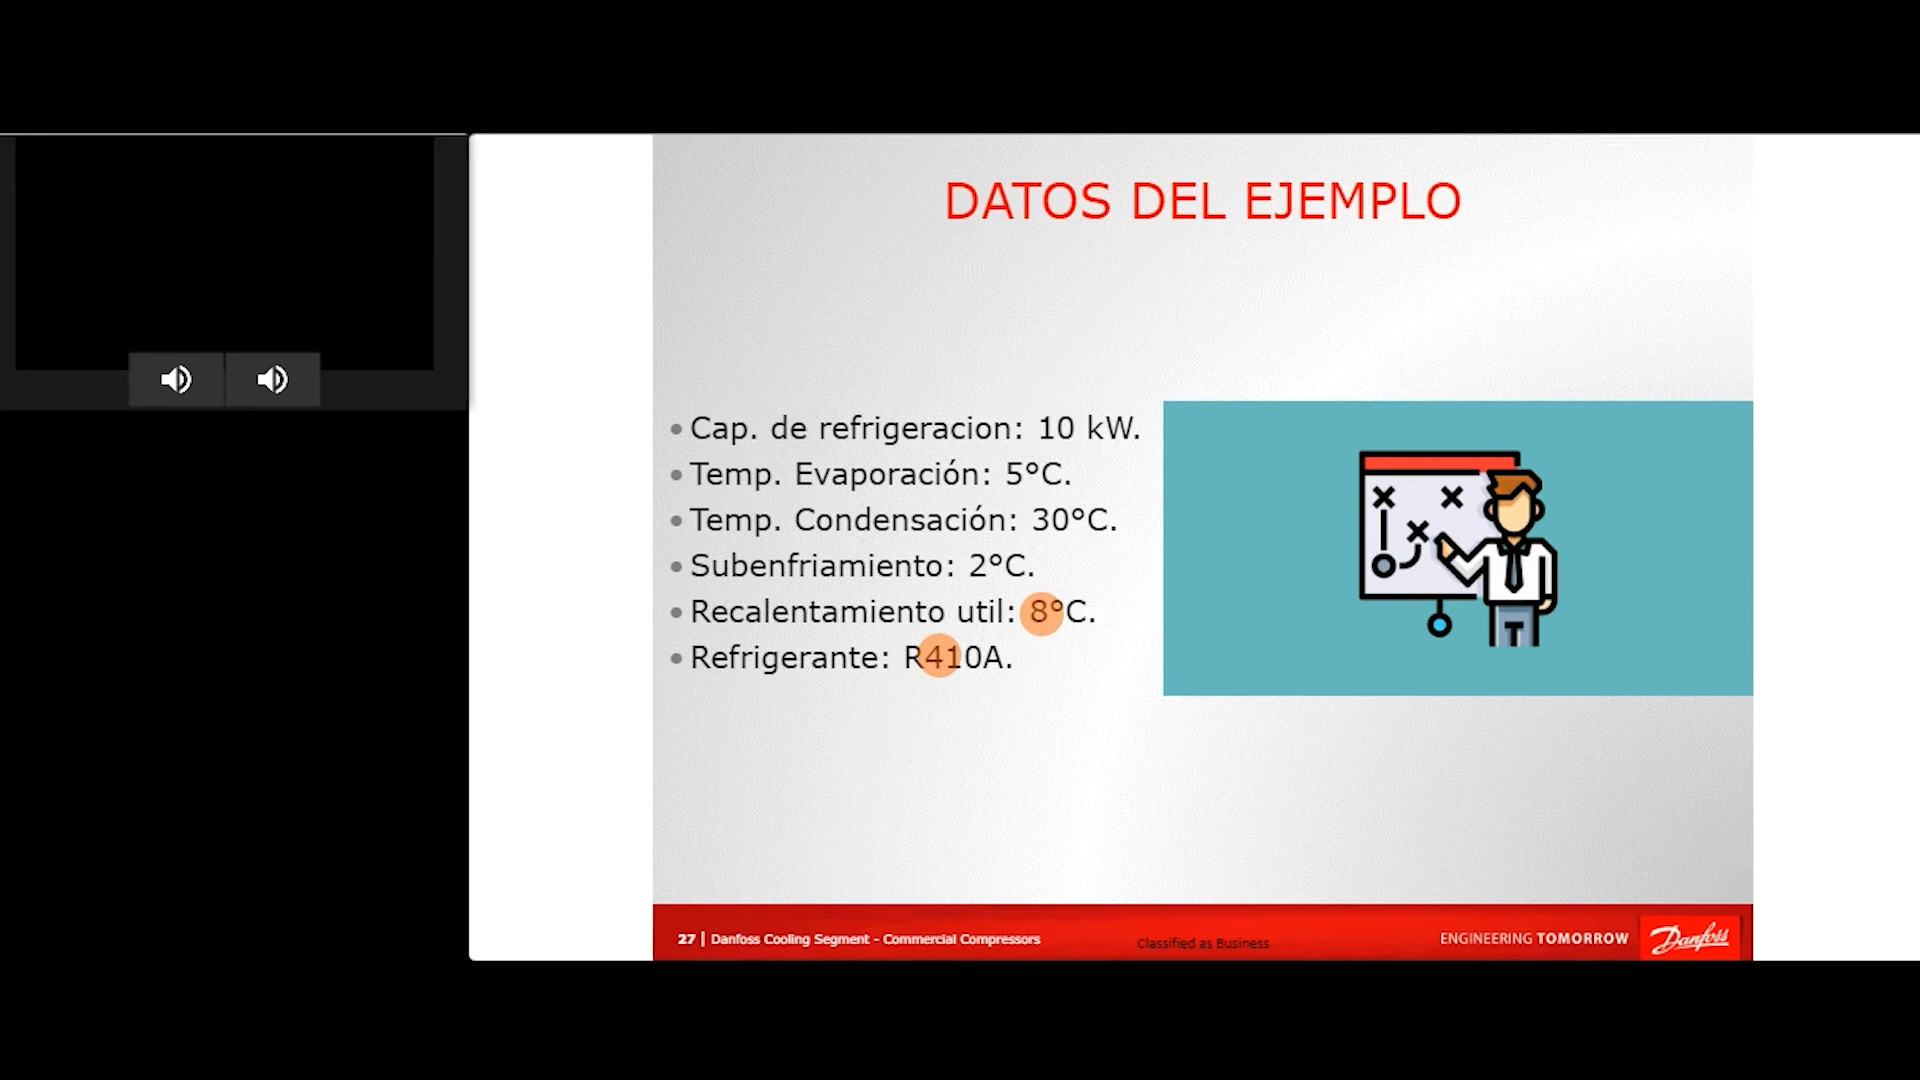 DATOS DEL EJEMPLO
Cap. de refrigeracion: 10 kW.
Temp. Evaporación: 5°C.
Temp. Condensación: 30°C.
Subenfriamiento: 2°C.
Recalentamiento util: 8°C.
Refrigerante: R410A.
27 | Danfoss Cooling Segment - Commercial Compressors
Classified as Business
ENGINEERING TOMORROW
Danfoss